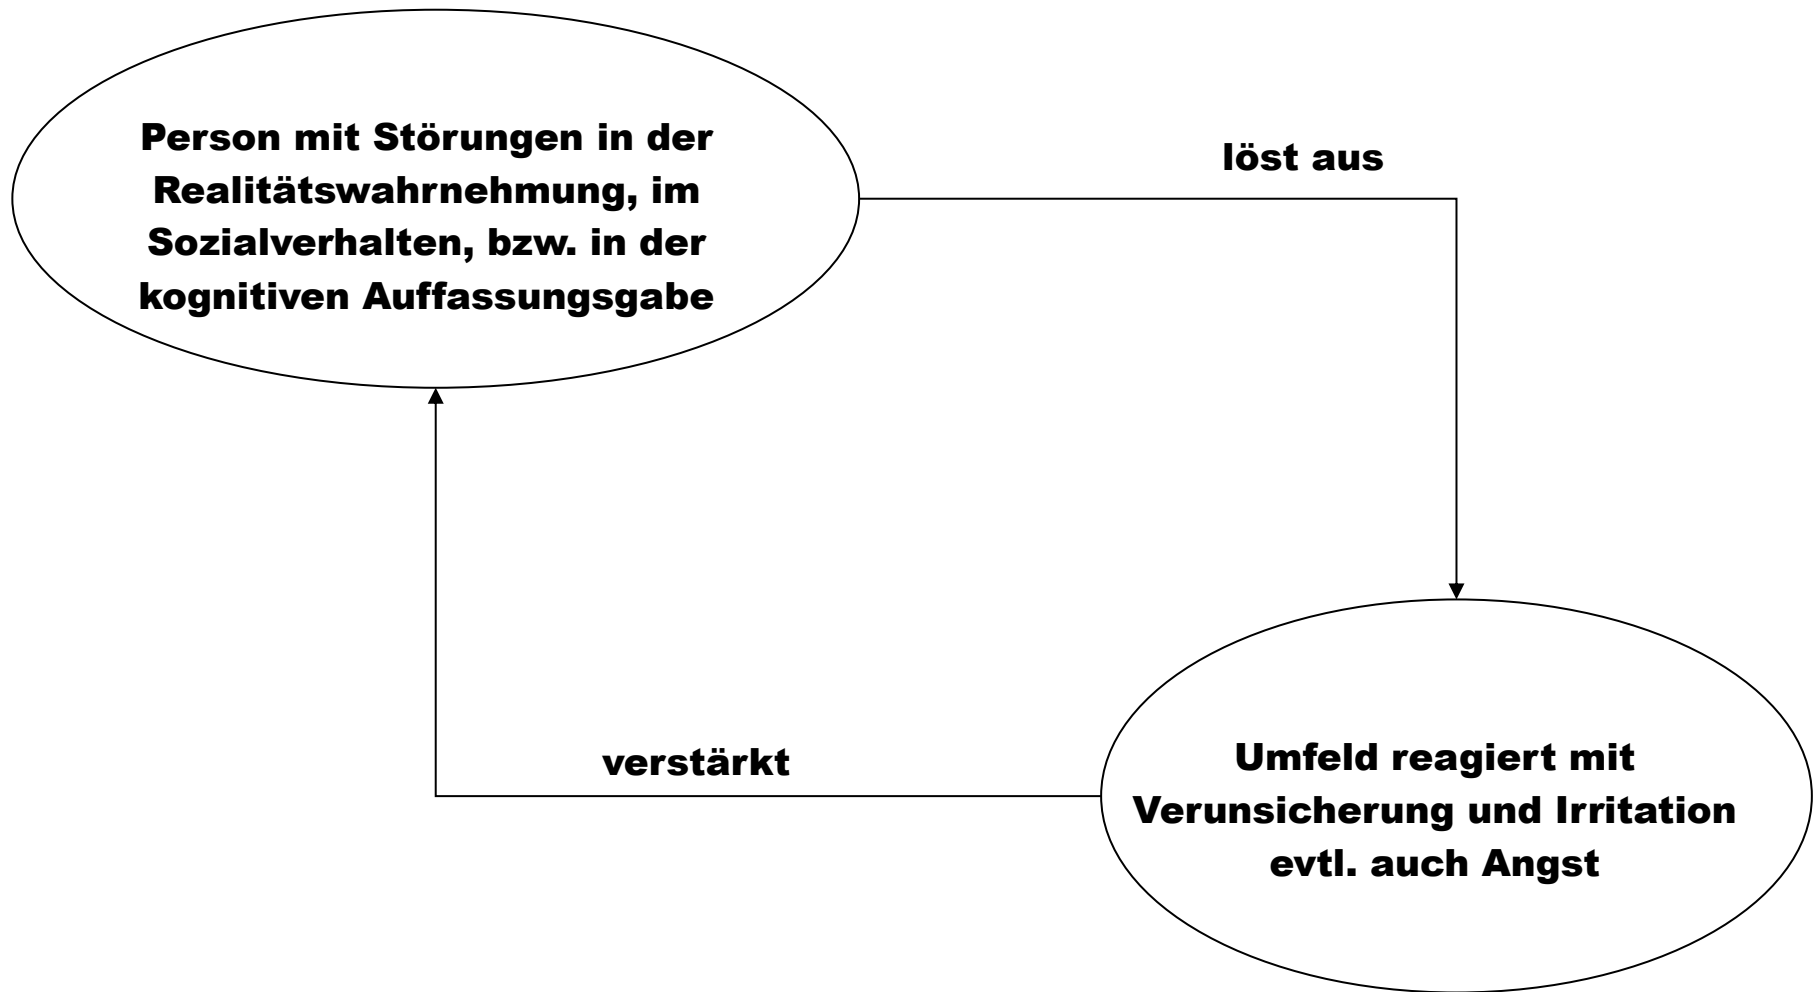 Person mit Störungen in der
Realitätswahrnehmung, im
Sozialverhalten, bzw. in der
kognitiven Auffassungsgabe
löst aus
verstärkt
Umfeld reagiert mit
Verunsicherung und Irritation
evtl. auch Angst